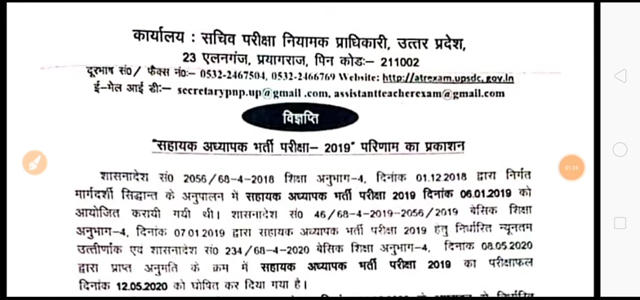 कार्यालय : सचिव परीक्षा नियामक प्राधिकारी, उत्तर प्रदेश,
23 एलनगंज, प्रयागराज, पिन कोड:- 211002
दूरभाष सं0/ फैक्स नं0:- 0532-2467504, 0532-2466769 Website: http://atrexam.upsdc.gov.in
ई-मेल आई डी:- secretarypnp.up@gmail.com, assistantteacherexam@gmail.com
विज्ञप्ति
"सहायक अध्यापक भर्ती परीक्षा- 2019" परिणाम का प्रकाशन
शासनादेश सं0 2056/68-4-2018 शिक्षा अनुभाग-4, दिनांक 01.12.2018 द्वारा निर्गत
मार्गदर्शी सिद्धान्त के अनुपालन में सहायक अध्यापक भर्ती परीक्षा 2019 दिनांक 06.01.2019 को
आयोजित करायी गयी थी। शासनादेश सं0 46/68-4-2019-2056/2019 बेसिक शिक्षा
अनुभाग-4, दिनांक 07.01.2019 द्वारा सहायक अध्यापक भर्ती परीक्षा 2019 हेतु निर्धारित न्यूनतम
उत्तीर्णांक एवं शासनादेश सं0 234/68-4-2020 बेसिक शिक्षा अनुभाग-4, दिनांक 08.05.2020
द्वारा प्राप्त अनुमति के क्रम में सहायक अध्यापक भर्ती परीक्षा 2019 का परीक्षाफल
दिनांक 12.05.2020 को घोषित कर दिया गया है।